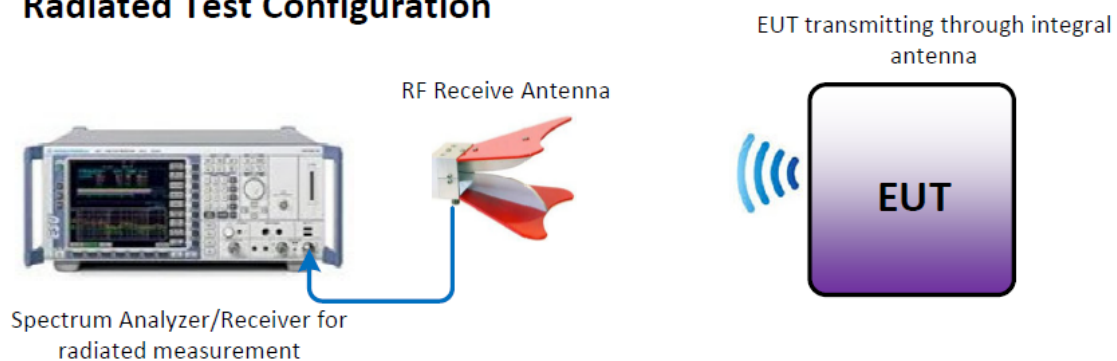 Radiated Test Configuration
EUT transmitting through integral
antenna
RF Receive Antenna
EUT
Spectrum Analyzer/Receiver for
radiated measurement